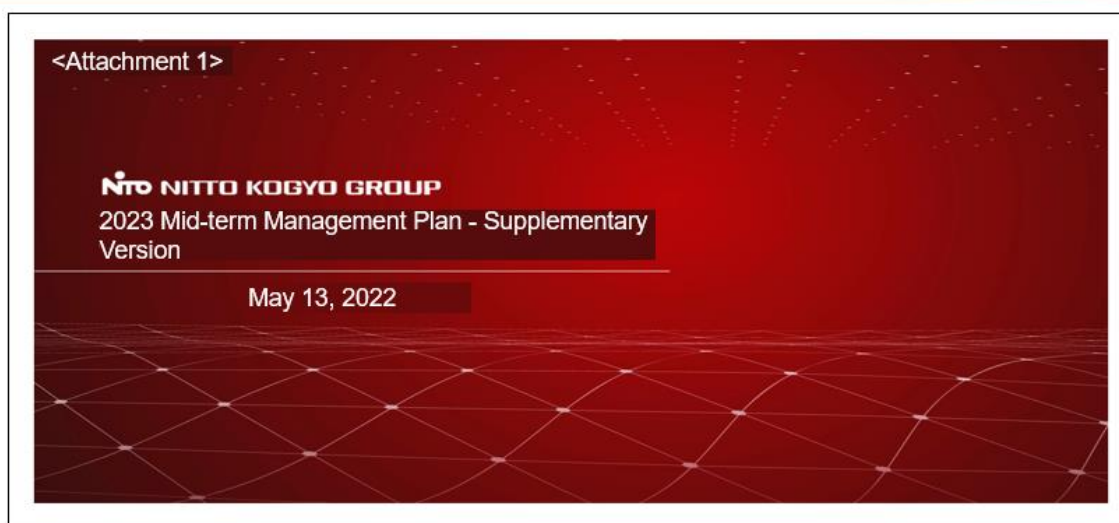 <Attachment 1>
NITO NITTO KOGYO GROUP
2023 Mid-term Management Plan - Supplementary
Version
May 13, 2022